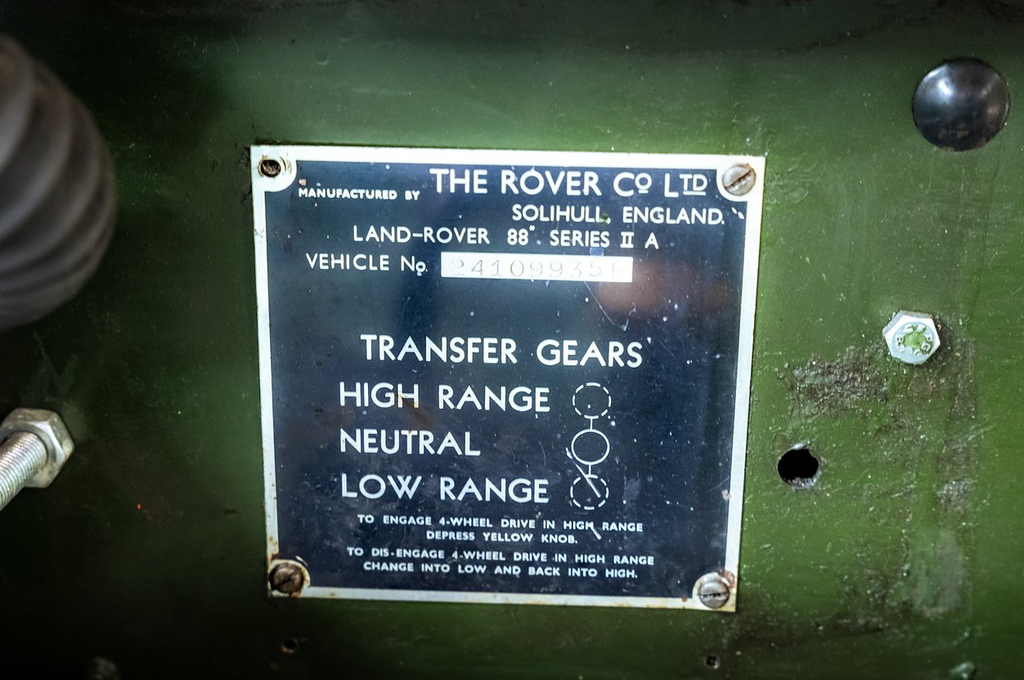 MANUFACTURED BY THE ROVER Cº LTD
SOLIHULL, ENGLAND.
LAND-ROVER 88" SERIES II A
VEHICLE Nº 24109935F
TRANSFER GEARS
HIGH RANGE
NEUTRAL
LOW RANGE
TO ENGAGE 4-WHEEL DRIVE IN HIGH RANGE
DEPRESS YELLOW KNOB.
TO DIS-ENGAGE 4-WHEEL DRIVE IN HIGH RANGE
CHANGE INTO LOW AND BACK INTO HIGH.